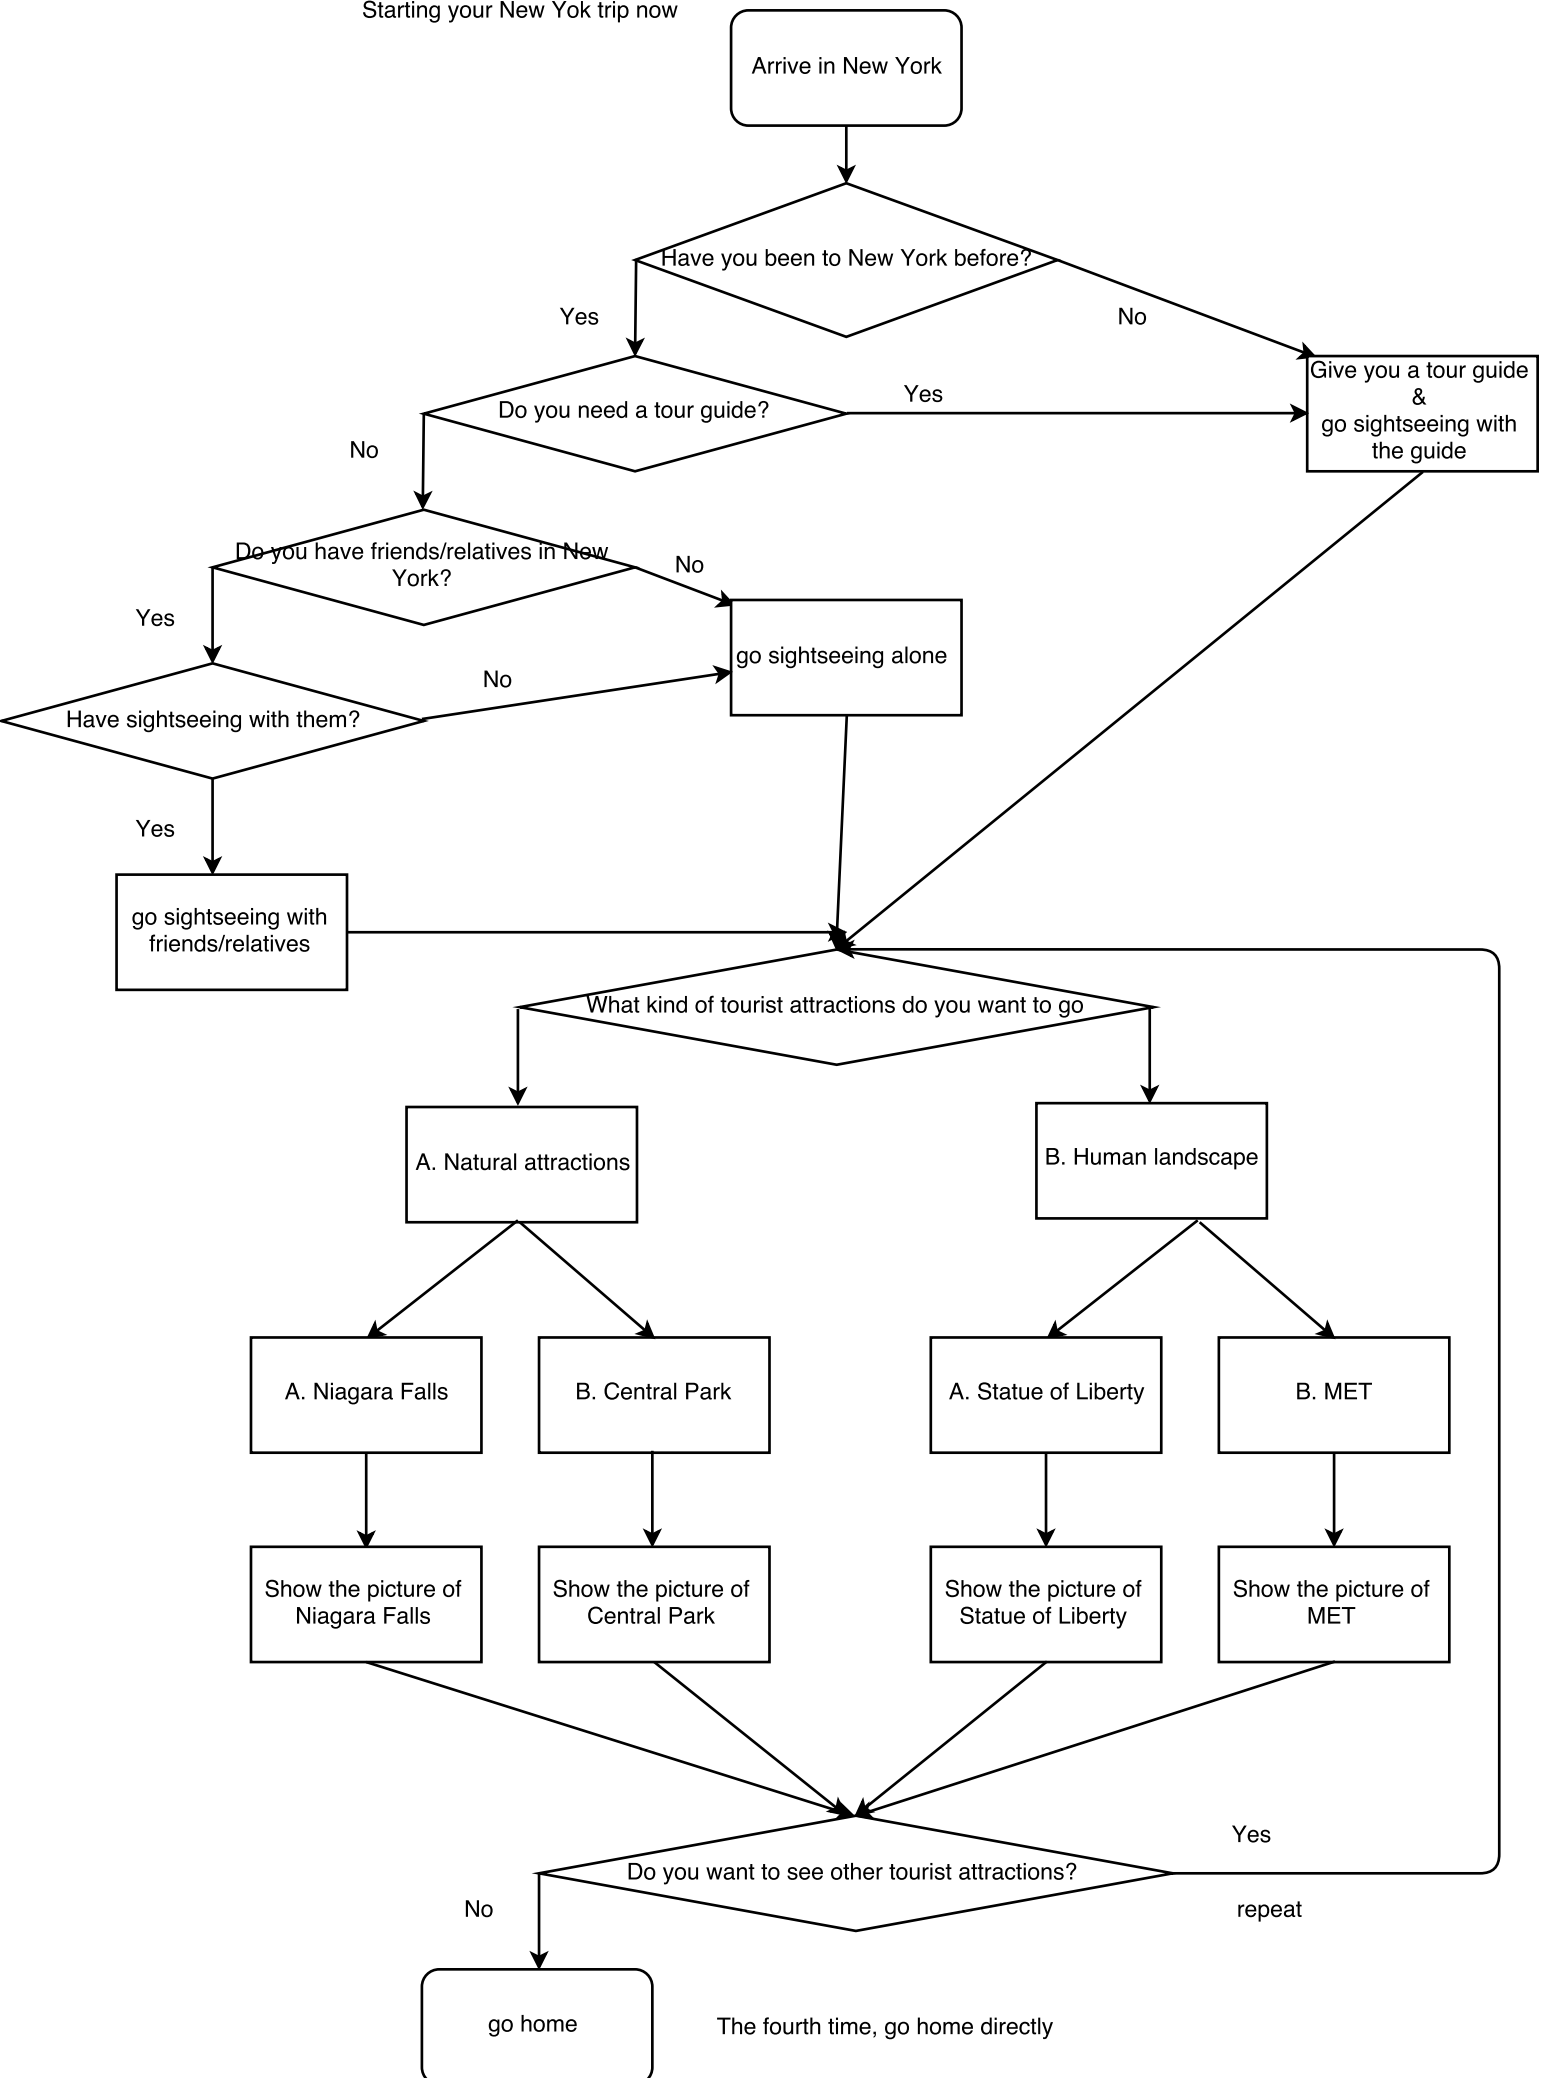 Starting your New Yok trip now
Arrive in New York
Have you been to New York before?
Yes
No
Give you a tour guide
&
go sightseeing with
the guide
Do you need a tour guide?
Yes
No
Do you have friends/relatives in New
York?
No
Yes
go sightseeing alone
No
Have sightseeing with them?
Yes
go sightseeing with
friends/relatives
What kind of tourist attractions do you want to go
A. Natural attractions
B. Human landscape
A. Niagara Falls
B. Central Park
A. Statue of Liberty
B. MET
Show the picture of
Niagara Falls
Show the picture of
Central Park
Show the picture of
Statue of Liberty
Show the picture of
MET
Yes
Do you want to see other tourist attractions?
No
repeat
go home
The fourth time, go home directly